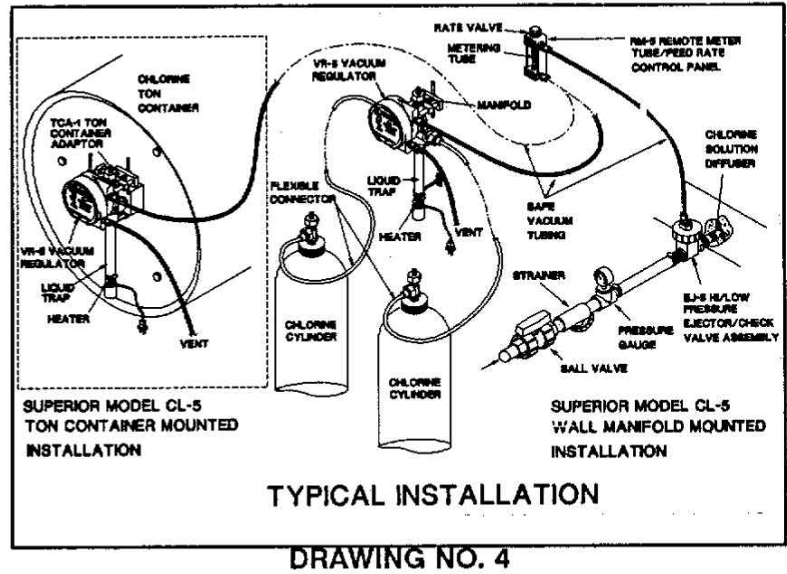 RATE VALVE
METERING
TUBE
RM-5 REMOTE METER
TUBE/FEED RATE
CONTROL PANEL
VR-5 VACUUM
REGULATOR
MANIFOLD
CHLORINE
TON
CONTAINER
TCA-1 TON
CONTAINER
ADAPTOR
CHLORINE
SOLUTION
DIFFUSER
LIQUID
TRAP
FLEXIBLE
CONNECTOR
HEATER
VENT
SAFE
VACUUM
TUBING
VR-5 VACUUM
REGULATOR
LIQUID
TRAP
HEATER
VENT
STRAINER
EJ-5 HI/LOW
PRESSURE
EJECTOR/CHECK
VALVE ASSEMBLY
PRESSURE
GAUGE
BALL VALVE
CHLORINE
CYLINDER
CHLORINE
CYLINDER
SUPERIOR MODEL CL-5
TON CONTAINER MOUNTED
INSTALLATION
SUPERIOR MODEL CL-5
WALL MANIFOLD MOUNTED
INSTALLATION
TYPICAL INSTALLATION
DRAWING NO. 4